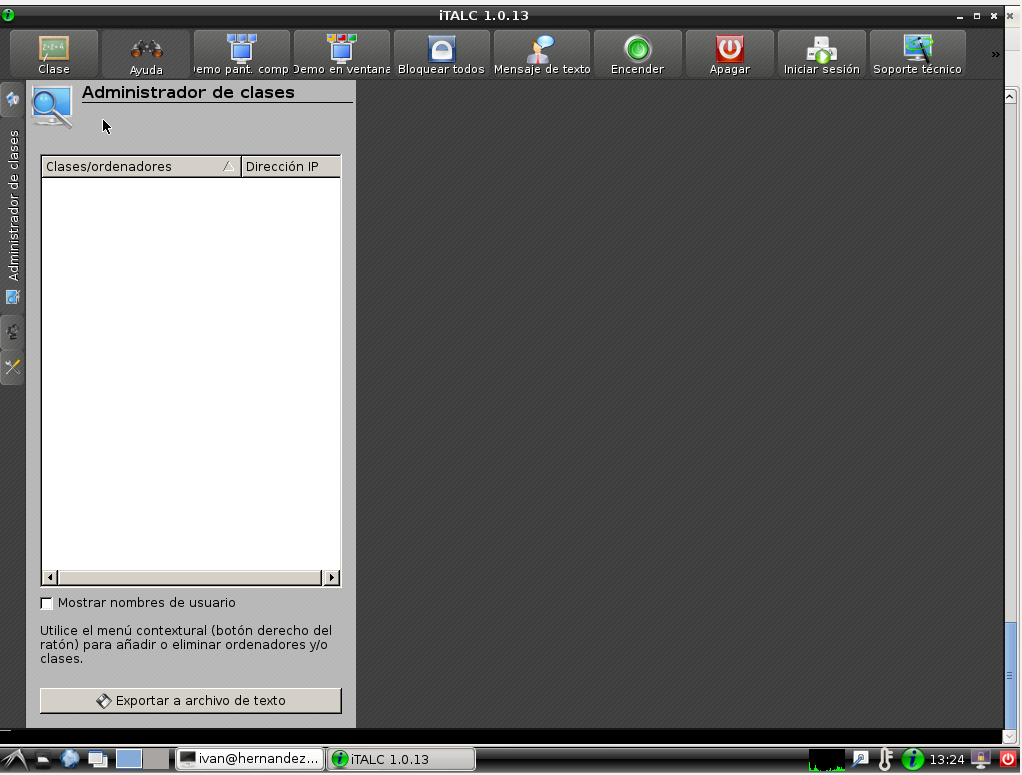 iTALC 1.0.13
Clase
Ayuda
emo pant. comp
Demo en ventana
Bloquear todos
Mensaje de texto
Encender
Apagar
Iniciar sesión
Soporte técnico
»
Administrador de clases
Administrador de clases
Clases/ordenadores
Dirección IP
Mostrar nombres de usuario
Utilice el menú contextural (botón derecho del
ratón) para añadir o eliminar ordenadores y/o
clases.
Exportar a archivo de texto
ivan@hernandez...
iTALC 1.0.13
13:24